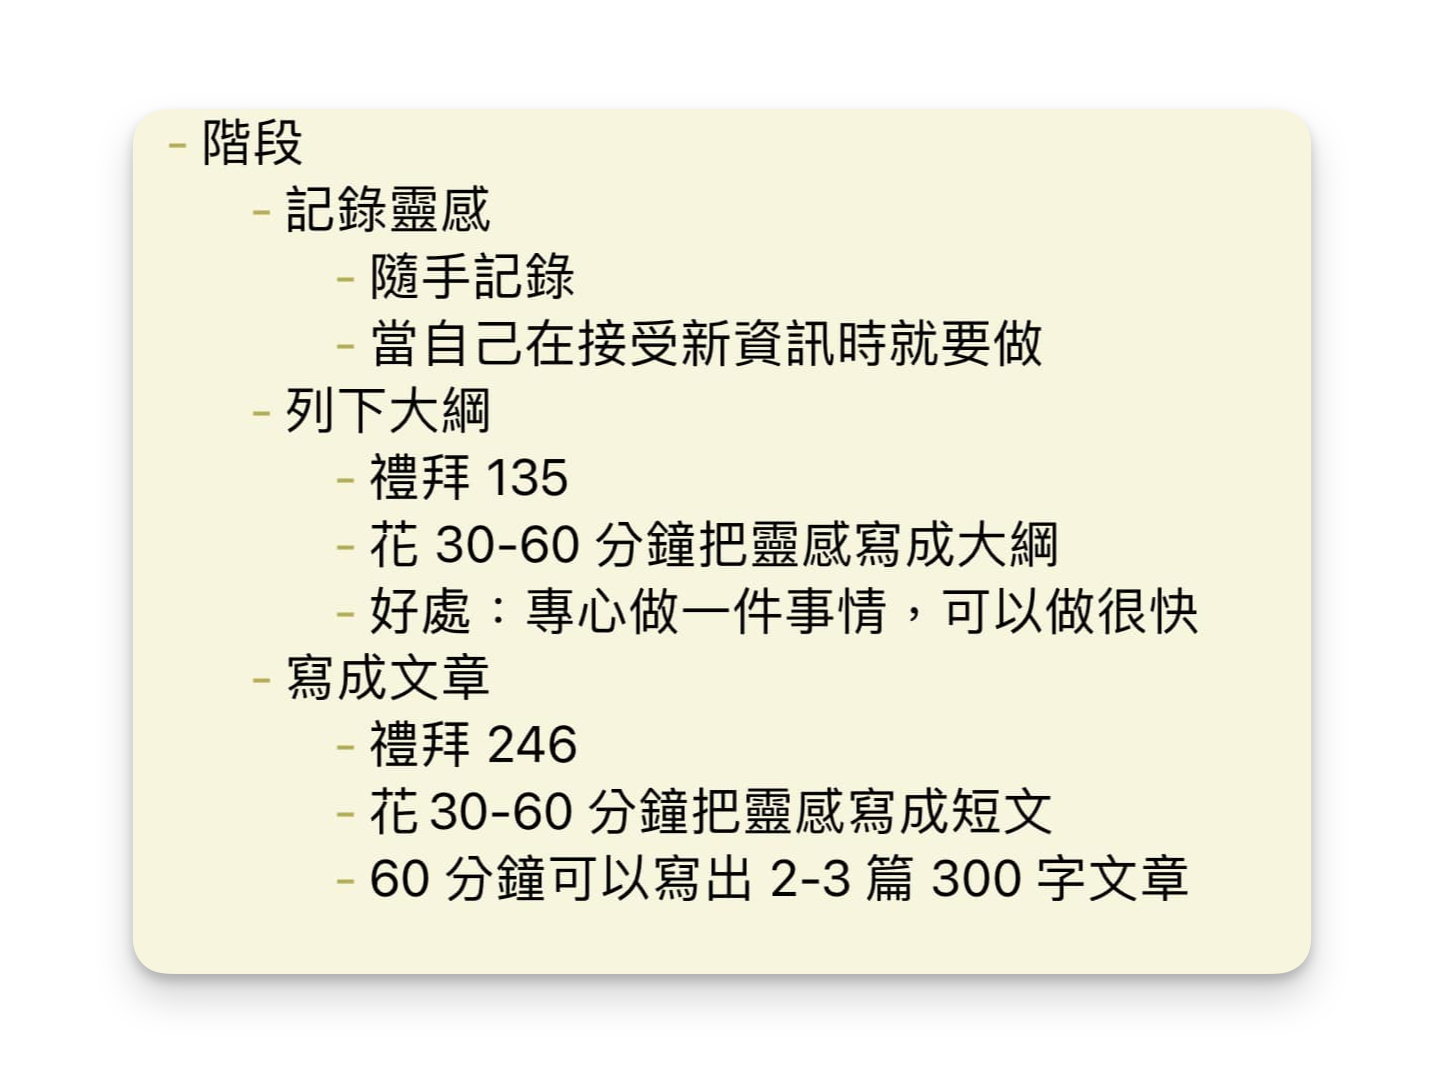 - 階段
- 記錄靈感
- 隨手記錄
- 當自己在接受新資訊時就要做
- 列下大綱
- 禮拜 135
- 花 30-60 分鐘把靈感寫成大綱
- 好處：專心做一件事情，可以做很快
- 寫成文章
- 禮拜 246
- 花 30-60 分鐘把靈感寫成短文
- 60 分鐘可以寫出 2-3 篇 300 字文章